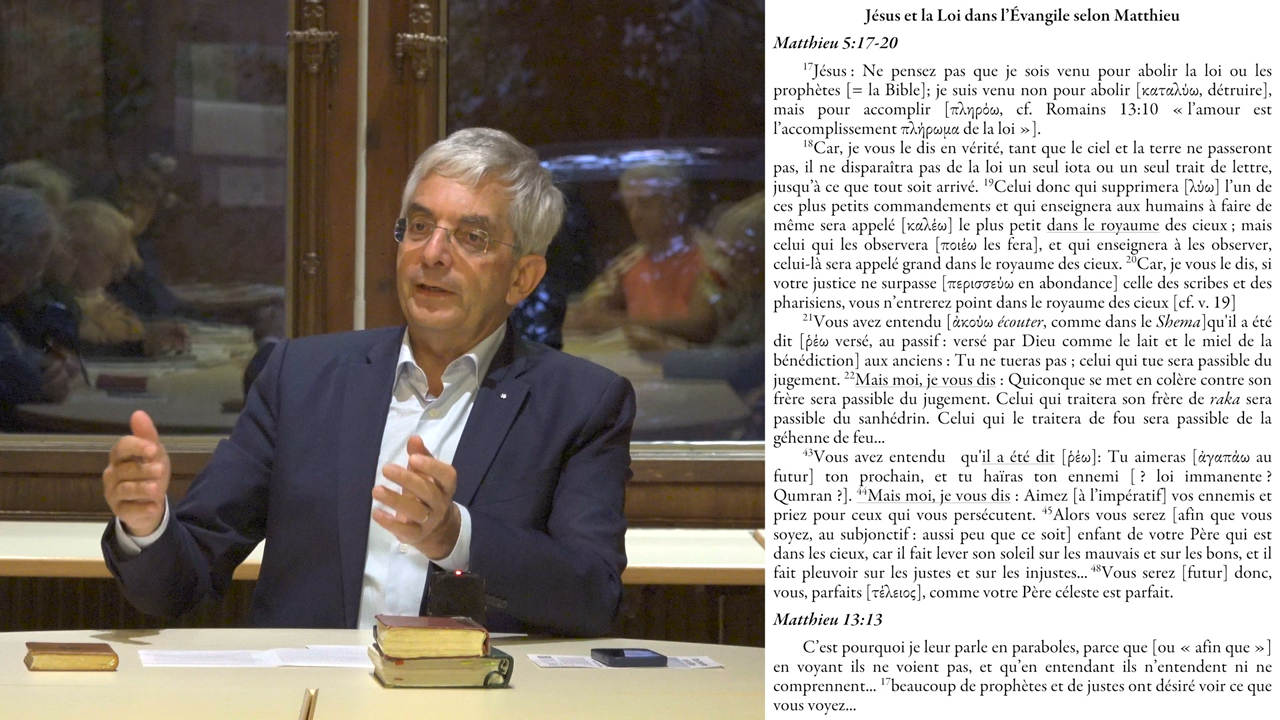 Jésus et la Loi dans l’Évangile selon Matthieu
Matthieu 5:17-20
¹⁷Jésus : Ne pensez pas que je sois venu pour abolir la loi ou les
prophètes [= la Bible]; je suis venu non pour abolir [καταλύω, détruire],
mais pour accomplir [πληρόω, cf. Romains 13:10 « l’amour est
l’accomplissement πλήρωμα de la loi »].
¹⁸Car, je vous le dis en vérité, tant que le ciel et la terre ne passeront
pas, il ne disparaîtra pas de la loi un seul iota ou un seul trait de lettre,
jusqu’à ce que tout soit arrivé. ¹⁹Celui donc qui supprimera [λύω] l’un de
ces plus petits commandements et qui enseignera aux humains à faire de
même sera appelé [καλέω] le plus petit dans le royaume des cieux ; mais
celui qui les observera [ποιέω les fera], et qui enseignera à les observer,
celui-là sera appelé grand dans le royaume des cieux. ²⁰Car, je vous le dis, si
votre justice ne surpasse [περισσεύω en abondance] celle des scribes et des
pharisiens, vous n’entrerez point dans le royaume des cieux [cf. v. 19]
²¹Vous avez entendu [ἀκούω écouter, comme dans le Shema]qu’il a été
dit [ῥέω versé, au passif : versé par Dieu comme le lait et le miel de la
bénédiction] aux anciens : Tu ne tueras pas ; celui qui tue sera passible du
jugement. ²²Mais moi, je vous dis : Quiconque se met en colère contre son
frère sera passible du jugement. Celui qui traitera son frère de raka sera
passible du sanhédrin. Celui qui le traitera de fou sera passible de la
géhenne de feu...
⁴³Vous avez entendu qu'il a été dit [ῥέω]: Tu aimeras [ἀγαπάω au
futur] ton prochain, et tu haïras ton ennemi [ ? loi immanente ?
Qumran ?]. ⁴⁴Mais moi, je vous dis : Aimez [à l’impératif] vos ennemis et
priez pour ceux qui vous persécutent. ⁴⁵Alors vous serez [afin que vous
soyez, au subjonctif : aussi peu que ce soit] enfant de votre Père qui est
dans les cieux, car il fait lever son soleil sur les mauvais et sur les bons, et il
fait pleuvoir sur les justes et sur les injustes... ⁴⁸Vous serez [futur] donc,
vous, parfaits [τέλειος], comme votre Père céleste est parfait.
Matthieu 13:13
C’est pourquoi je leur parle en paraboles, parce que [ou « afin que »]
en voyant ils ne voient pas, et qu’en entendant ils n’entendent ni ne
comprennent... ¹⁷beaucoup de prophètes et de justes ont désiré voir ce que
vous voyez...